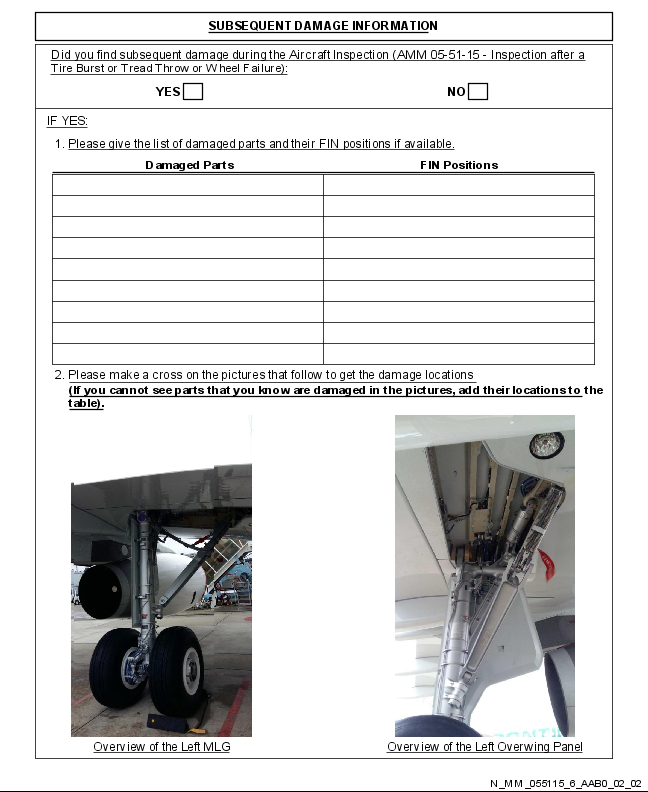 SUBSEQUENT DAMAGE INFORMATION
Did you find subsequent damage during the Aircraft Inspection (AMM 05-51-15 - Inspection after a
Tire Burst or Tread Throw or Wheel Failure):
YES NO
IF YES:
1. Please give the list of damaged parts and their FIN positions if available.
Damaged Parts FIN Positions
2. Please make a cross on the pictures that follow to get the damage locations
(If you cannot see parts that you know are damaged in the pictures, add their locations to the
table).
Overview of the Left MLG Overview of the Left Overwing Panel
N_MM_055115_6_AAB0_02_02